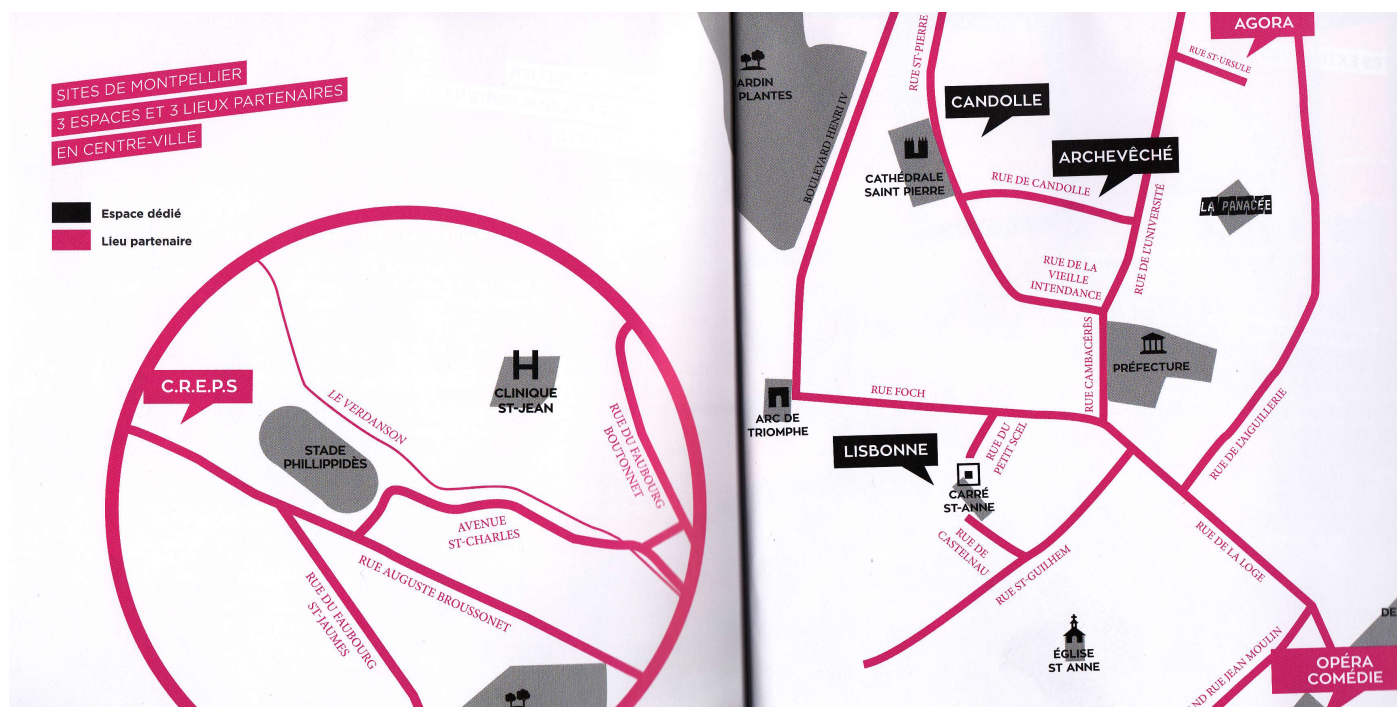 SITES DE MONTPELLIER
3 ESPACES ET 3 LIEUX PARTENAIRES
EN CENTRE-VILLE
Espace dédié
Lieu partenaire
C.R.E.P.S
LE VERDANSON
STADE
PHILLIPPIDÈS
H
CLINIQUE
ST-JEAN
RUE DU FAUBOURG
BOUTONNET
AVENUE
ST-CHARLES
RUE AUGUSTE BROUSSONET
RUE DU FAUBOURG
ST-JAUMES
ARDIN
PLANTES
BOULEVARD HENRI IV
RUE ST-PIERRE
AGORA
RUE ST-URSULE
CANDOLLE
ARCHEVÊCHÉ
CATHÉDRALE
SAINT PIERRE
RUE DE CANDOLLE
LA PANACÉE
RUE DE L'UNIVERSITÉ
RUE DE LA
VIEILLE
INTENDANCE
RUE CAMBACÉRÈS
PRÉFECTURE
ARC DE
TRIOMPHE
RUE FOCH
LISBONNE
RUE DU
PETIT SCEL
CARRÉ
ST-ANNE
RUE DE
CASTELNAU
RUE ST-GUILHEM
RUE DE L'AIGUILLERIE
RUE DE LA LOGE
ÉGLISE
ST ANNE
ND RUE JEAN MOULIN
DE
OPÉRA
COMÉDIE